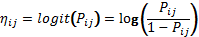 η_ij = logit(P_ij) = log(P_ij / (1 − P_ij))